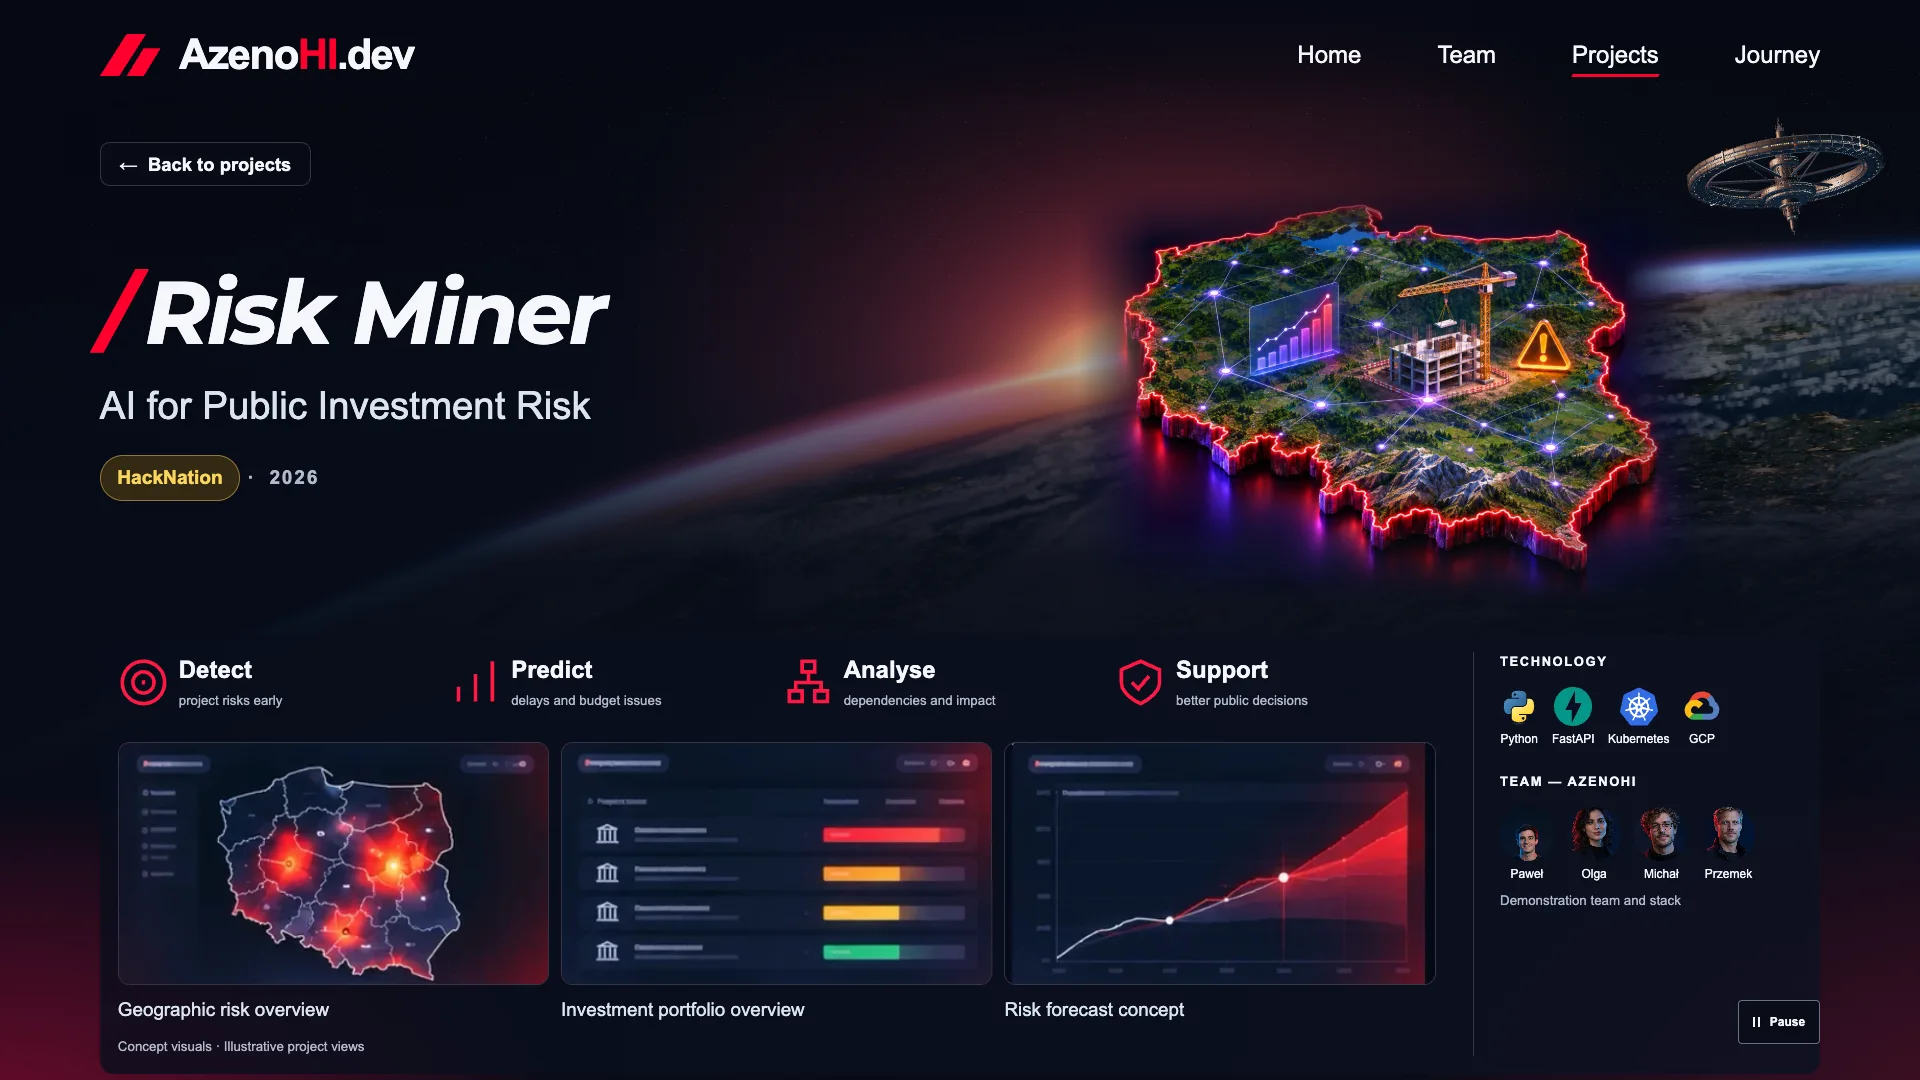 AzenoHI.dev
Home
Team
Projects
Journey
← Back to projects
/Risk Miner
AI for Public Investment Risk
HackNation · 2026
Detect
project risks early
Predict
delays and budget issues
Analyse
dependencies and impact
Support
better public decisions
Geographic risk overview
Investment portfolio overview
Risk forecast concept
Concept visuals · Illustrative project views
TECHNOLOGY
Python
FastAPI
Kubernetes
GCP
TEAM — AZENOHI
Paweł
Olga
Michał
Przemek
Demonstration team and stack
Pause